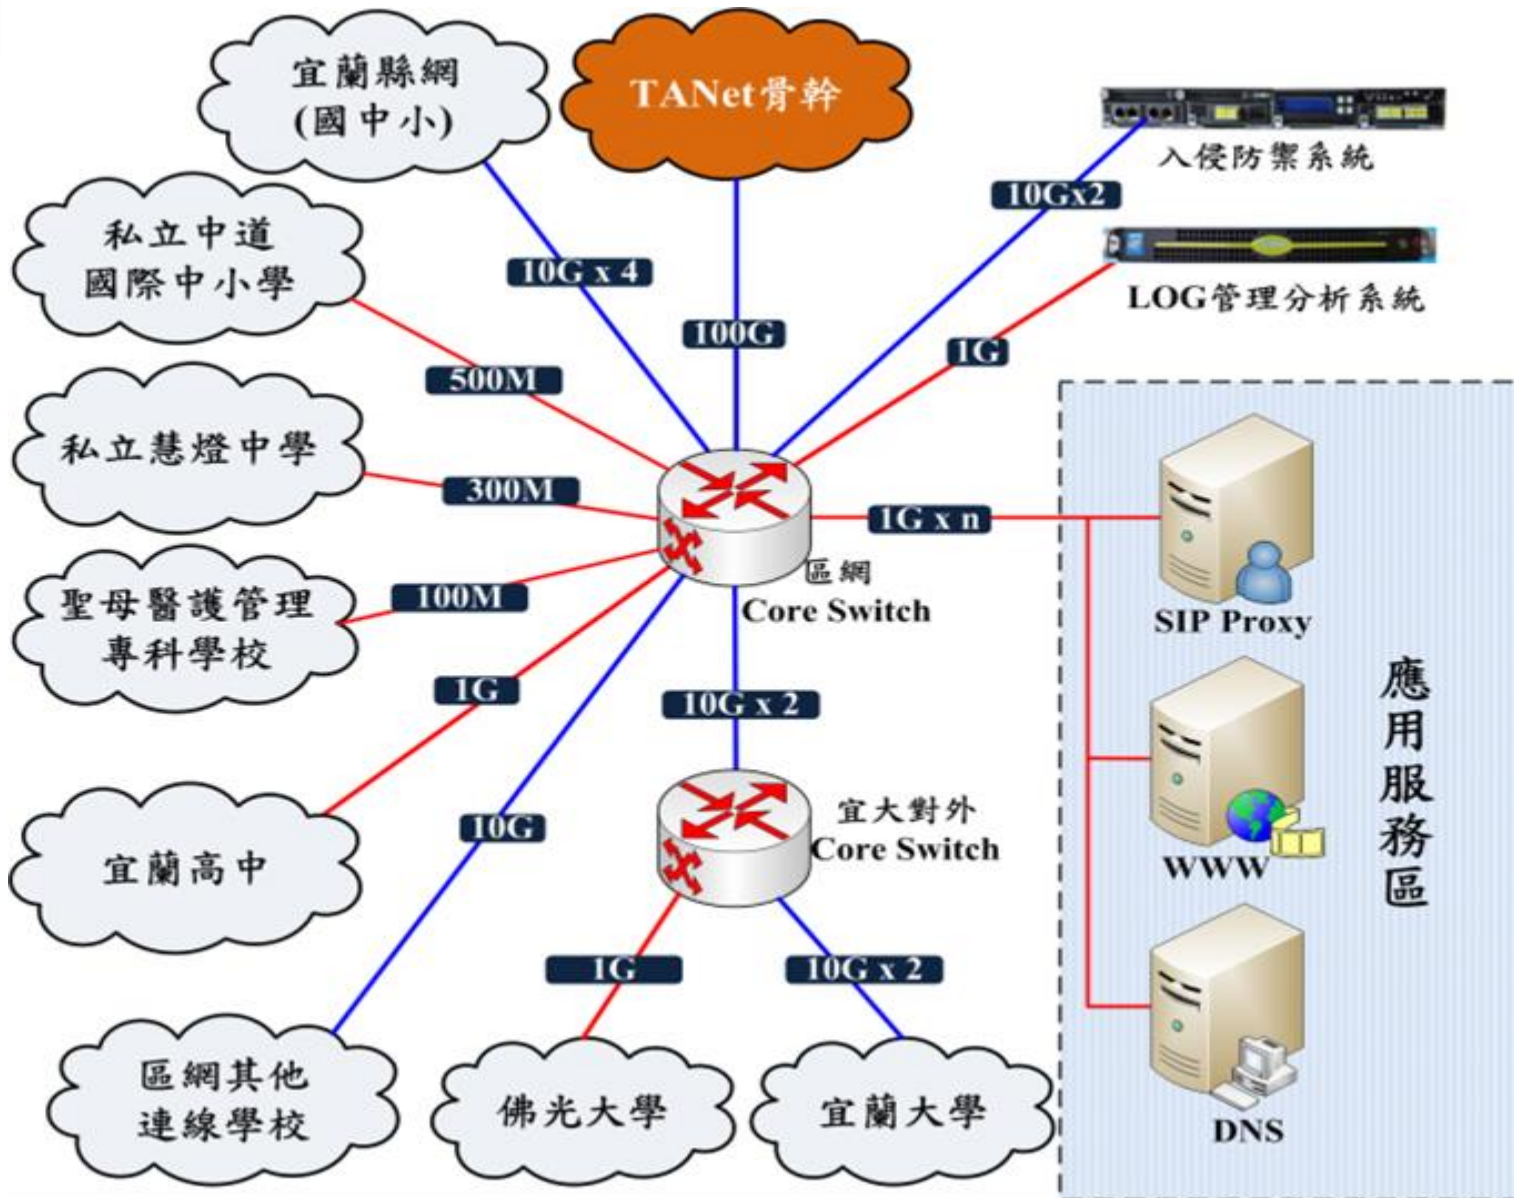 宜蘭縣網
(國中小)
TANet骨幹
入侵防禦系統
10Gx2
私立中道
國際中小學
10G x 4
LOG管理分析系統
100G
1G
500M
私立慧燈中學
300M
1G x n
區網
Core Switch
SIP Proxy
聖母醫護管理
專科學校
100M
1G
10G x 2
應用服務區
宜大對外
Core Switch
10G
宜蘭高中
WWW
1G
10G x 2
區網其他
連線學校
佛光大學
宜蘭大學
DNS